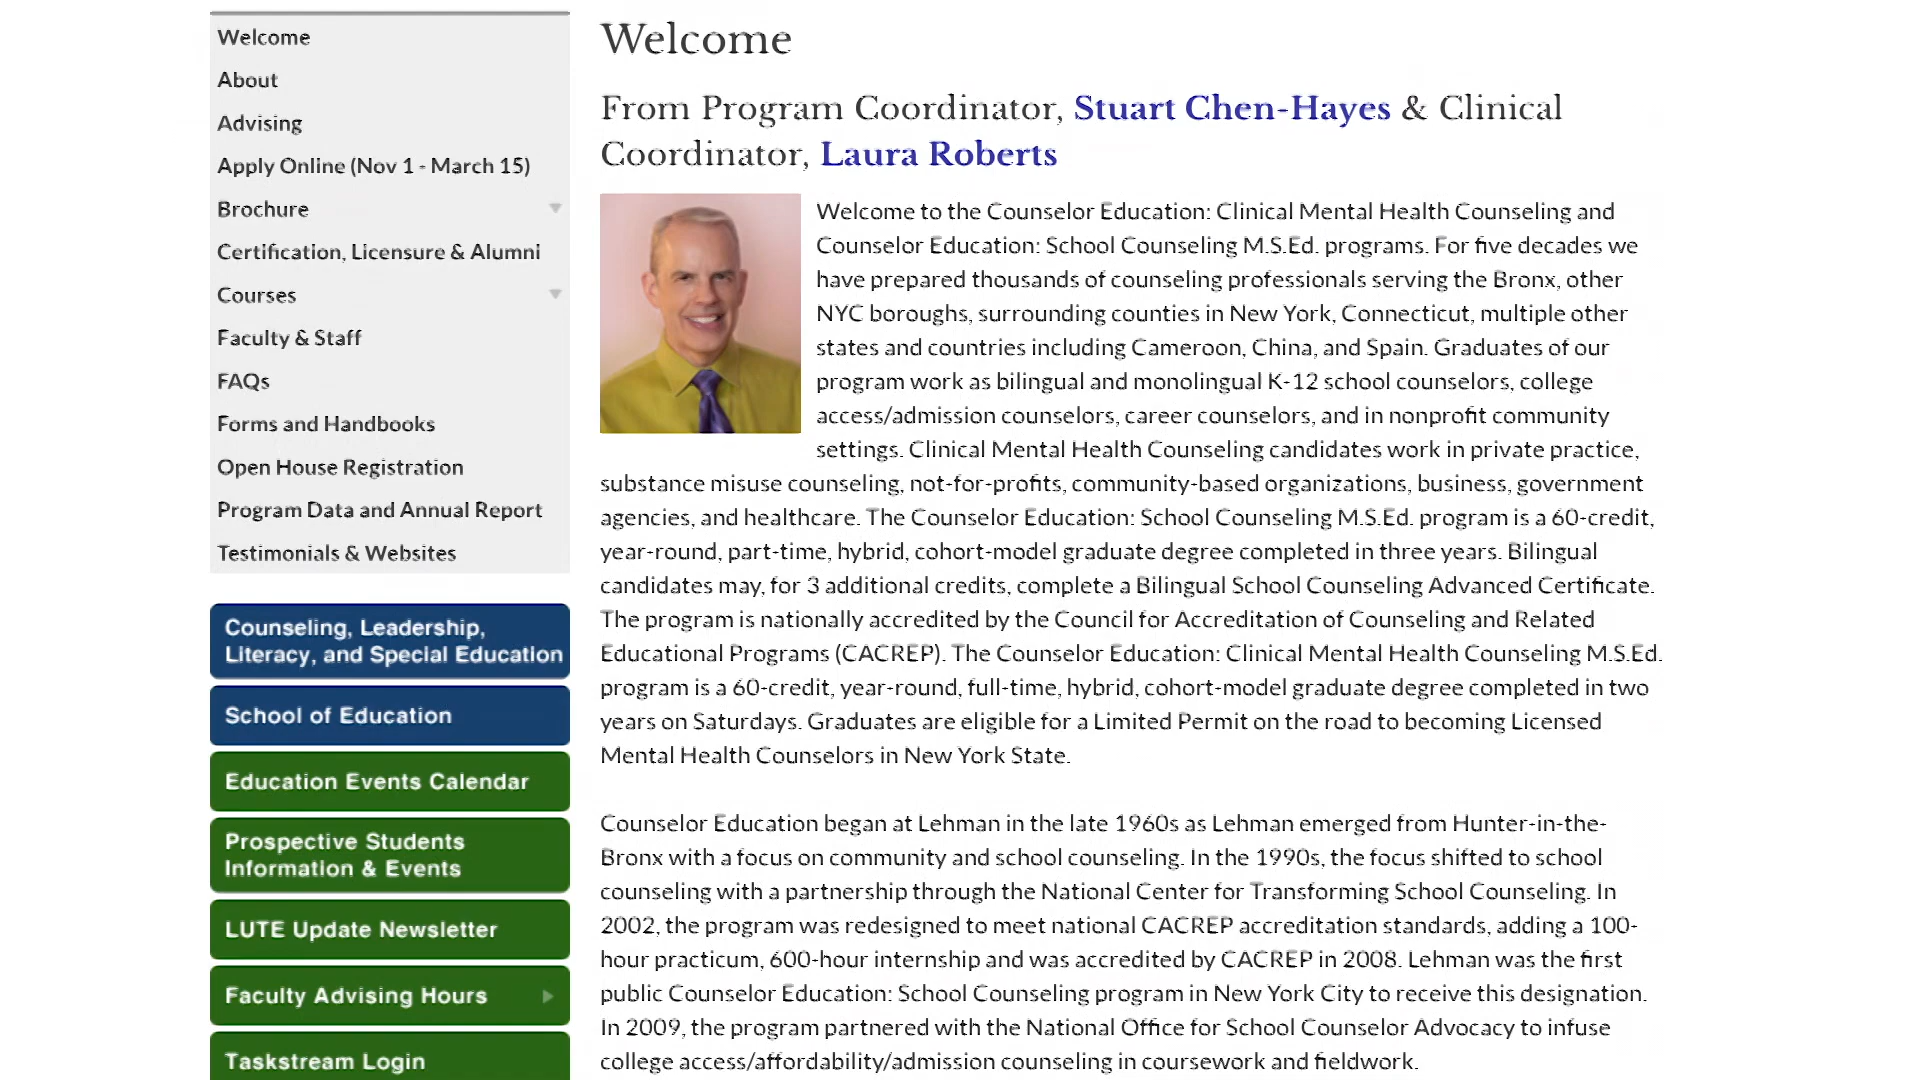 Welcome
About
Advising
Apply Online (Nov 1 - March 15)
Brochure
Certification, Licensure & Alumni
Courses
Faculty & Staff
FAQs
Forms and Handbooks
Open House Registration
Program Data and Annual Report
Testimonials & Websites
Counseling, Leadership,
Literacy, and Special Education
School of Education
Education Events Calendar
Prospective Students
Information & Events
LUTE Update Newsletter
Faculty Advising Hours
Taskstream Login
Welcome
From Program Coordinator, Stuart Chen-Hayes & Clinical
Coordinator, Laura Roberts
Welcome to the Counselor Education: Clinical Mental Health Counseling and
Counselor Education: School Counseling M.S.Ed. programs. For five decades we
have prepared thousands of counseling professionals serving the Bronx, other
NYC boroughs, surrounding counties in New York, Connecticut, multiple other
states and countries including Cameroon, China, and Spain. Graduates of our
program work as bilingual and monolingual K-12 school counselors, college
access/admission counselors, career counselors, and in nonprofit community
settings. Clinical Mental Health Counseling candidates work in private practice,
substance misuse counseling, not-for-profits, community-based organizations, business, government
agencies, and healthcare. The Counselor Education: School Counseling M.S.Ed. program is a 60-credit,
year-round, part-time, hybrid, cohort-model graduate degree completed in three years. Bilingual
candidates may, for 3 additional credits, complete a Bilingual School Counseling Advanced Certificate.
The program is nationally accredited by the Council for Accreditation of Counseling and Related
Educational Programs (CACREP). The Counselor Education: Clinical Mental Health Counseling M.S.Ed.
program is a 60-credit, year-round, full-time, hybrid, cohort-model graduate degree completed in two
years on Saturdays. Graduates are eligible for a Limited Permit on the road to becoming Licensed
Mental Health Counselors in New York State.
Counselor Education began at Lehman in the late 1960s as Lehman emerged from Hunter-in-the-
Bronx with a focus on community and school counseling. In the 1990s, the focus shifted to school
counseling with a partnership through the National Center for Transforming School Counseling. In
2002, the program was redesigned to meet national CACREP accreditation standards, adding a 100-
hour practicum, 600-hour internship and was accredited by CACREP in 2008. Lehman was the first
public Counselor Education: School Counseling program in New York City to receive this designation.
In 2009, the program partnered with the National Office for School Counselor Advocacy to infuse
college access/affordability/admission counseling in coursework and fieldwork.